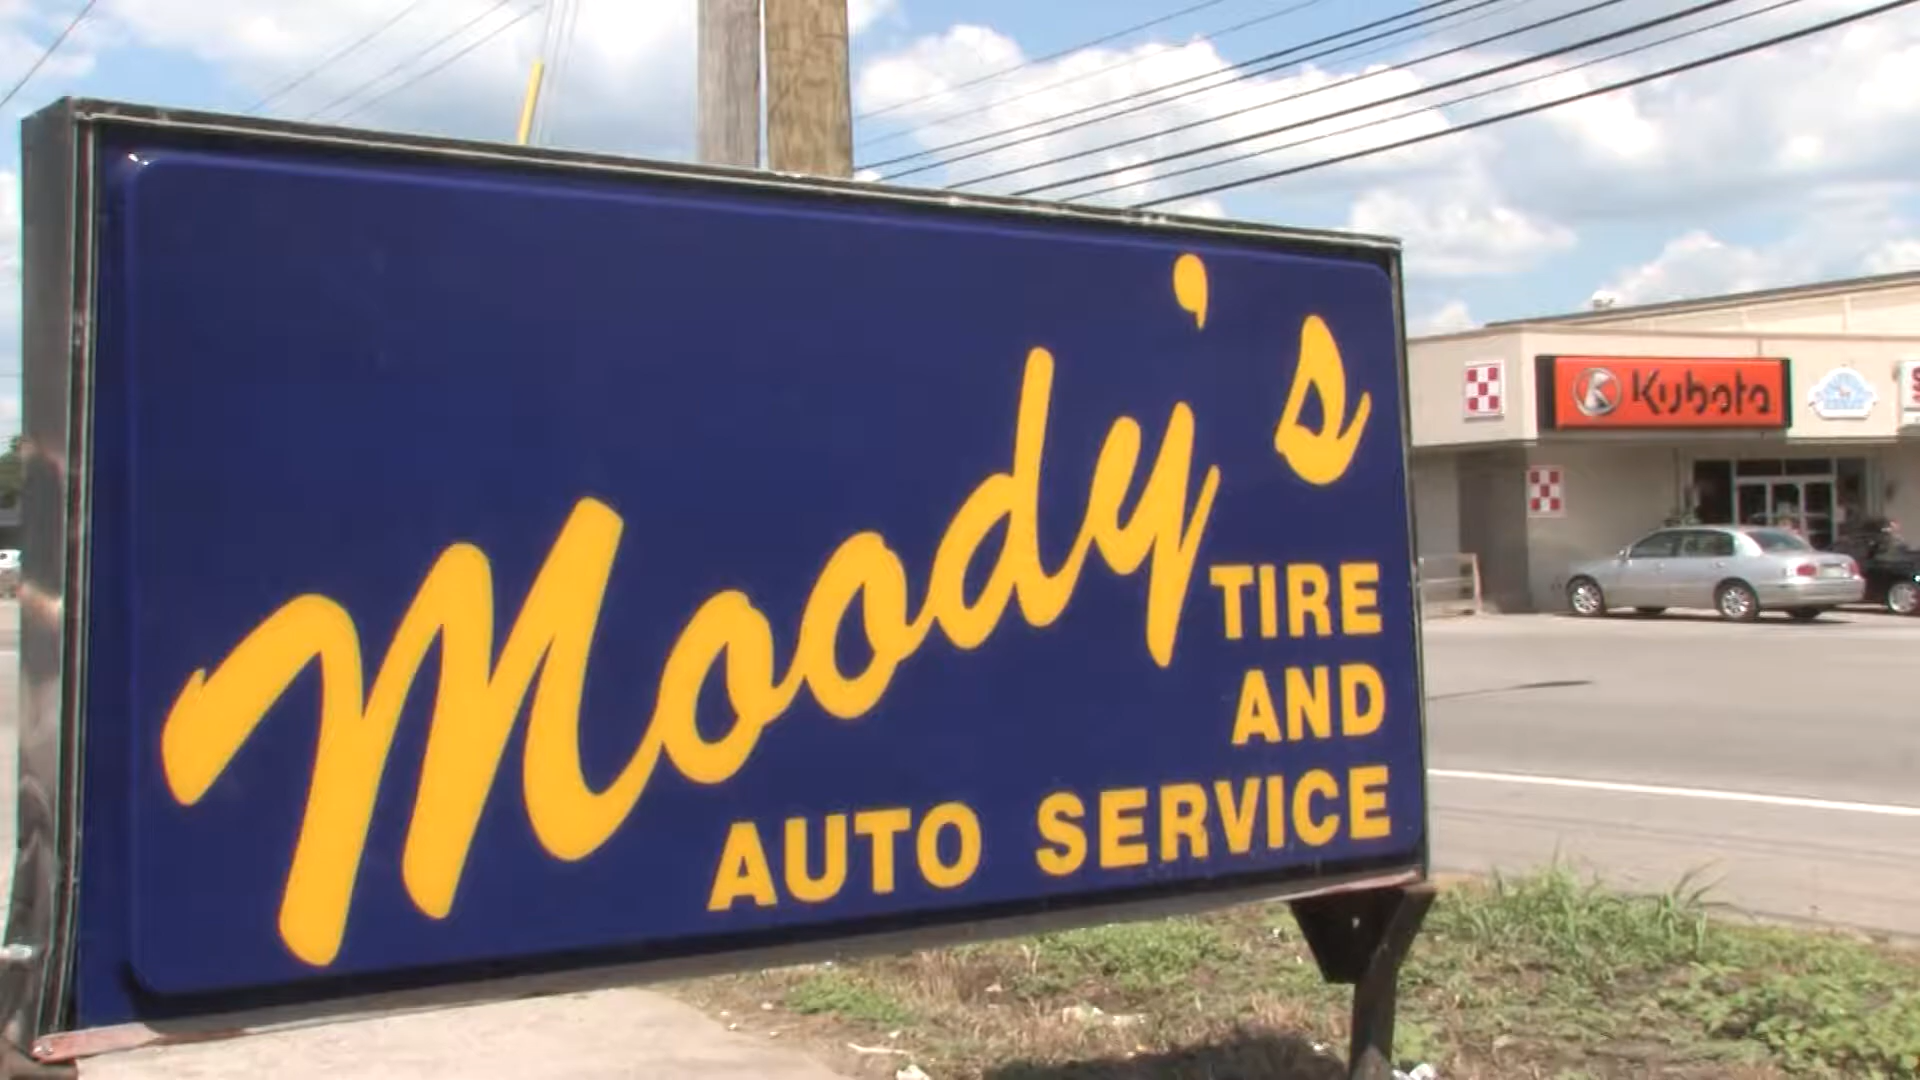 Moody's
TIRE
AND
AUTO SERVICE
Kubota